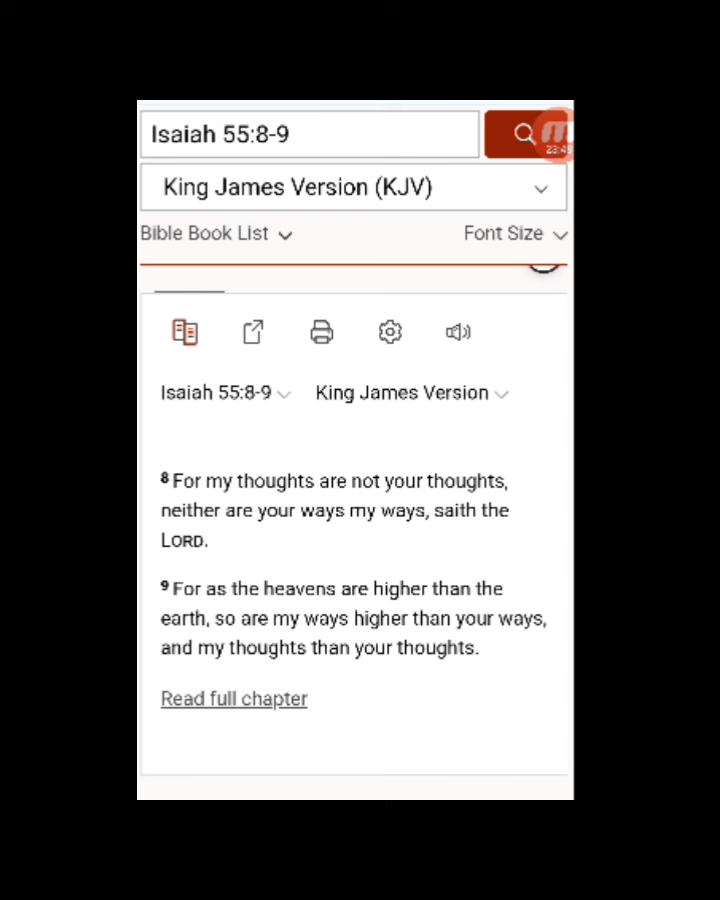 Isaiah 55:8-9
23:48
King James Version (KJV)
Bible Book List
Font Size
Isaiah 55:8-9 King James Version
8 For my thoughts are not your thoughts,
neither are your ways my ways, saith the
LORD.
9 For as the heavens are higher than the
earth, so are my ways higher than your ways,
and my thoughts than your thoughts.
Read full chapter